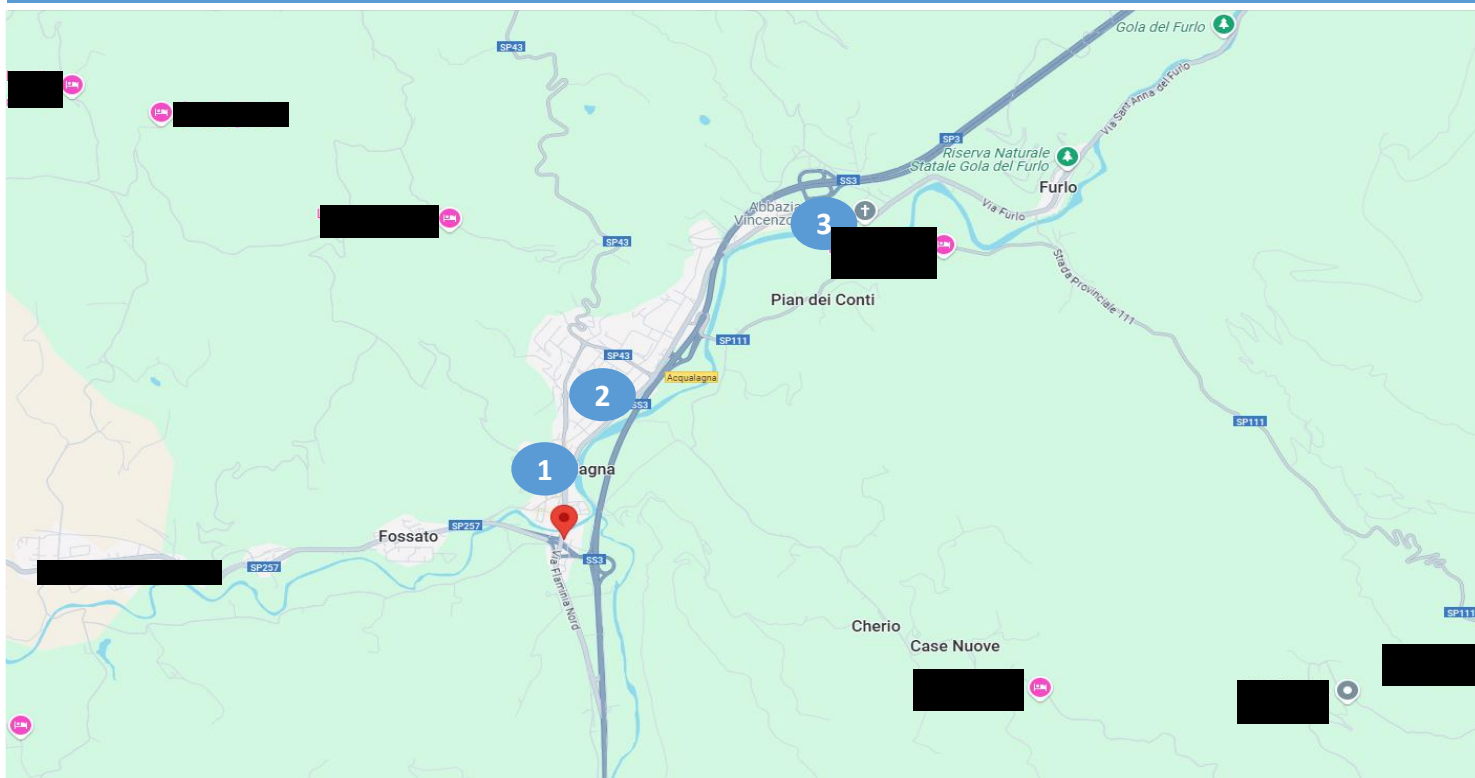 Gola del Furlo
SP43
Via Sant'Anna del Furlo
SP3
Riserva Naturale
Statale Gola del Furlo
SS3
Furlo
Abbazia
Vincenzo
3
Via Furlo
SP43
Strada Provinciale 111
Pian dei Conti
SP111
SP43
Acqualagna
2
SS3
SP111
1
agna
SP257
Fossato
SS3
SP257
Via Flaminia Nord
SP111
Cherio
Case Nuove